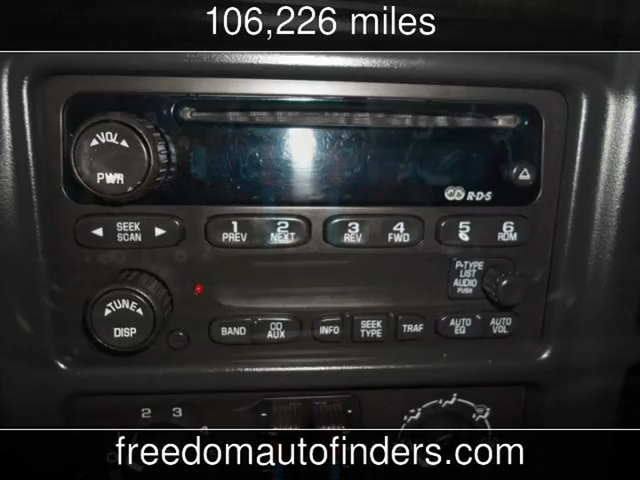 106,226 miles
VOL
PWR
CD R·D·S
SEEK
SCAN
1
PREV
2
NEXT
3
REV
4
FWD
5
6
RDM
TUNE
DISP
P-TYPE
LIST
AUDIO
PUSH
BAND
CD
AUX
INFO
SEEK
TYPE
TRAF
AUTO
EQ
AUTO
VOL
2 3
freedomautofinders.com